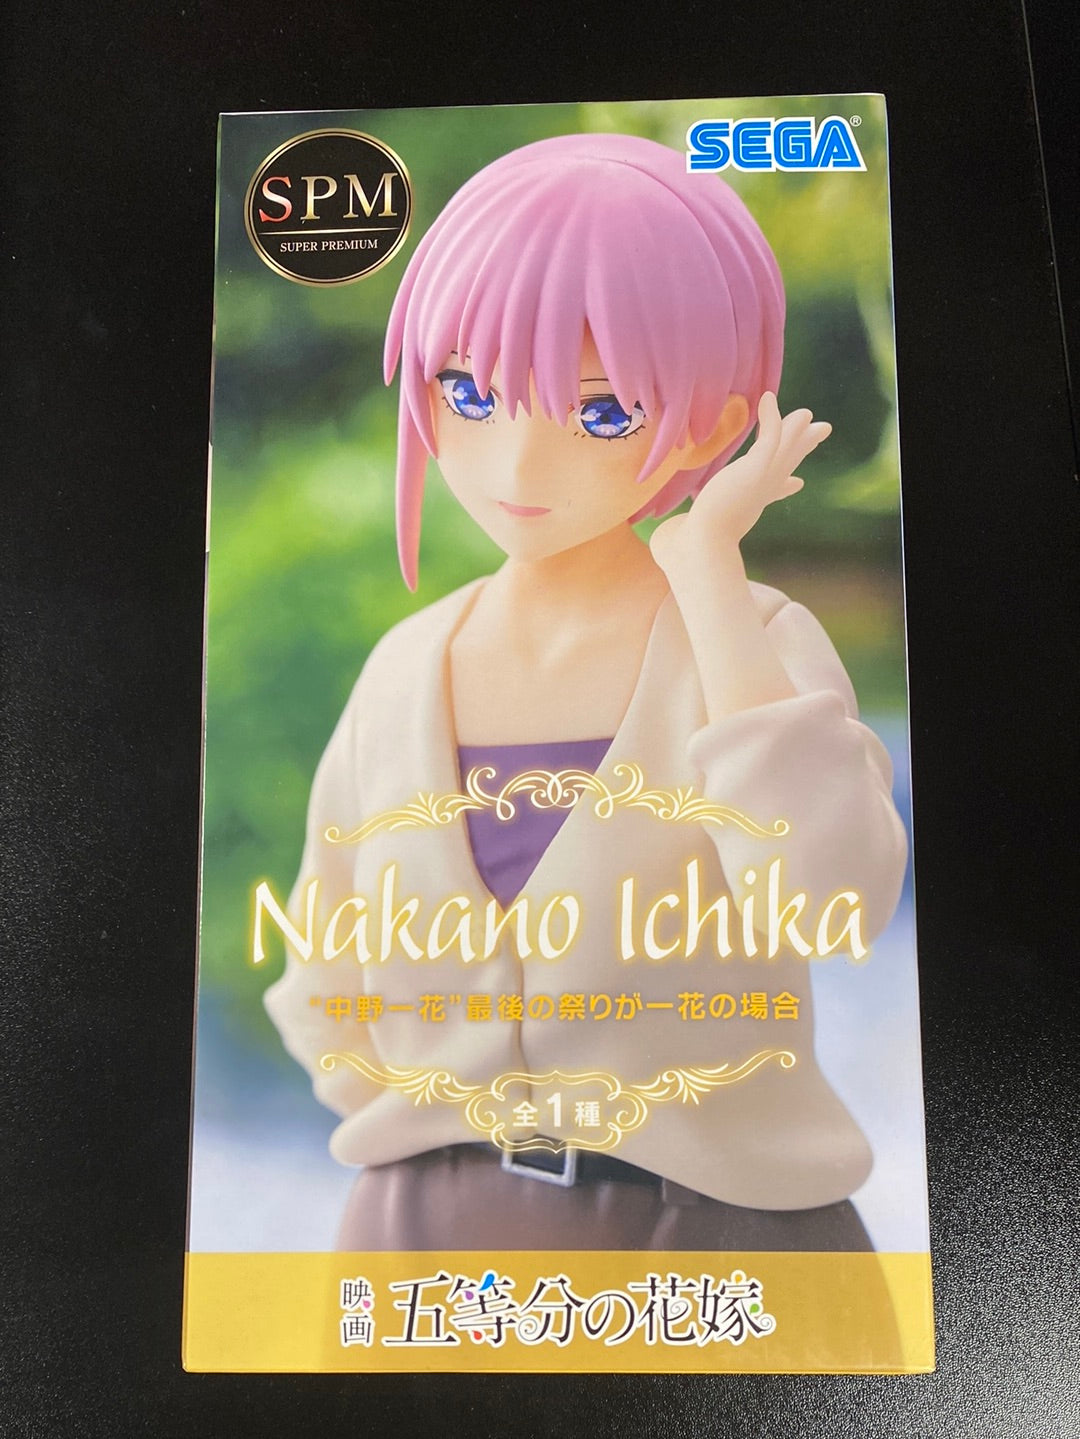 SEGA®
SPM
SUPER PREMIUM
Nakano Ichika
“中野一花”最後の祭りが一花の場合
全1種
映画 五等分の花嫁